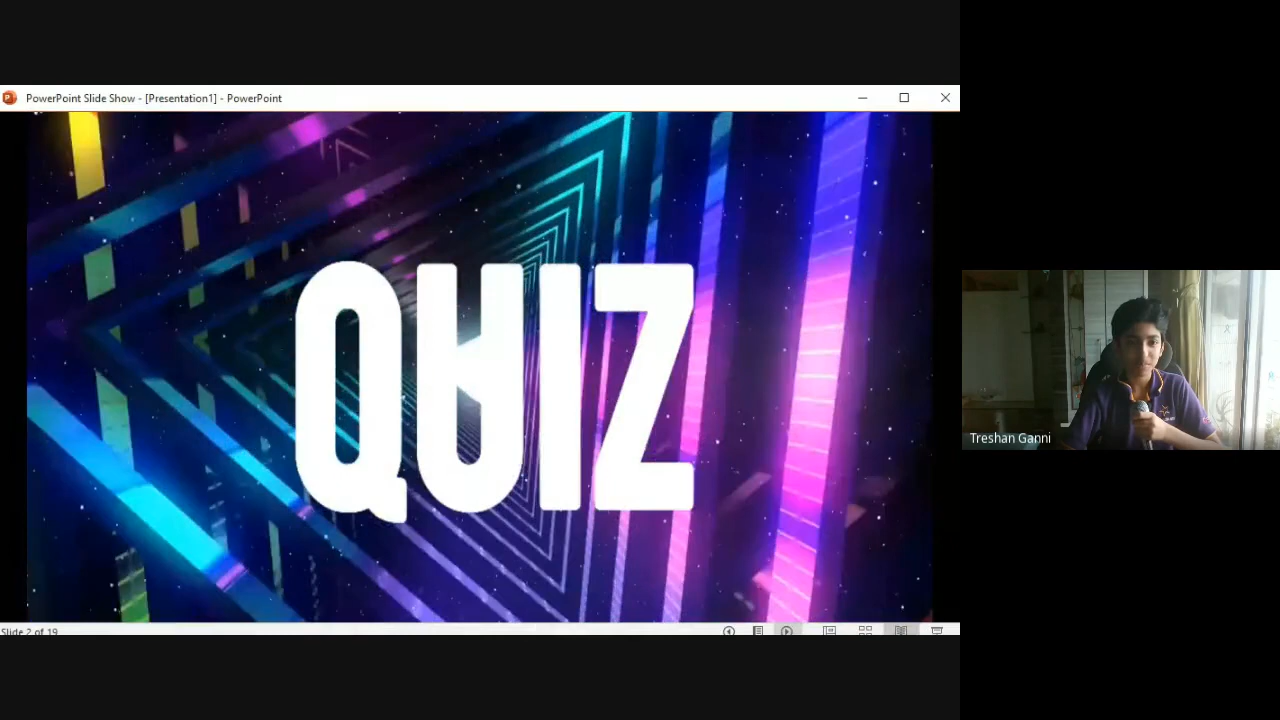 PowerPoint Slide Show - [Presentation1] - PowerPoint
QUIZ
Treshan Ganni
Slide 2 of 19